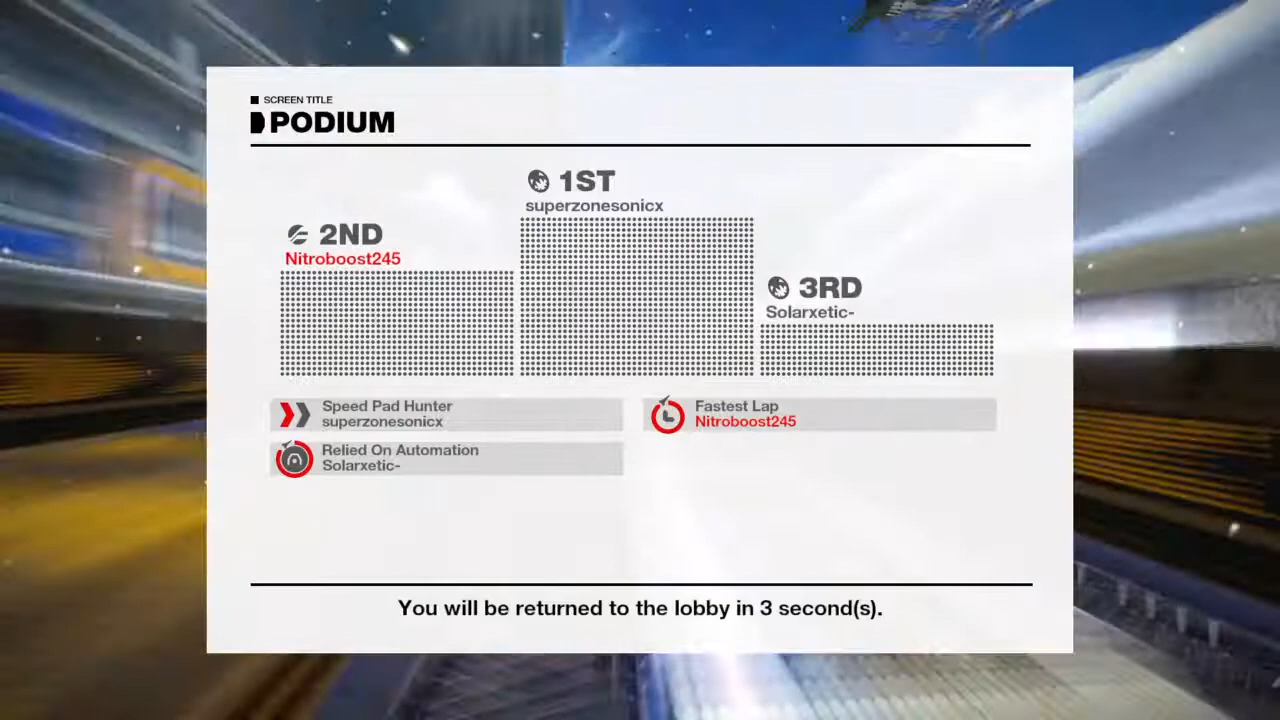 SCREEN TITLE
PODIUM
1ST
superzonesonicx
2ND
Nitroboost245
3RD
Solarxetic-
Speed Pad Hunter
superzonesonicx
Fastest Lap
Nitroboost245
Relied On Automation
Solarxetic-
You will be returned to the lobby in 3 second(s).